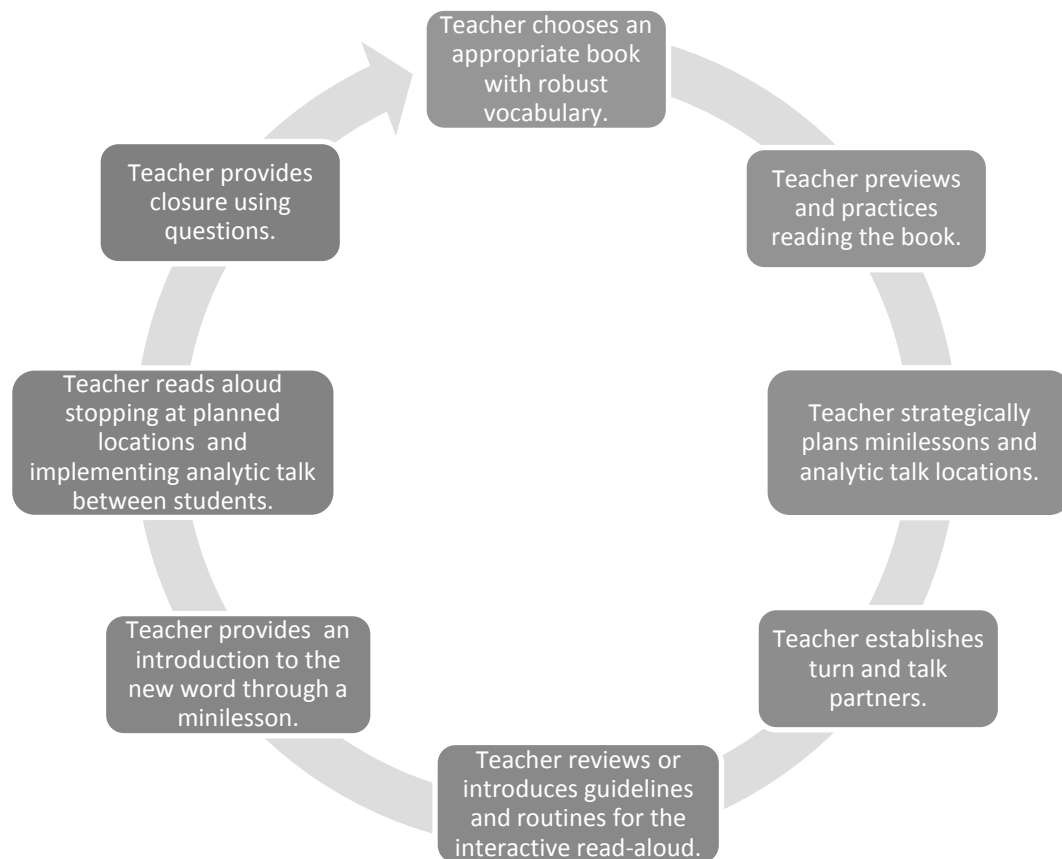 Teacher chooses an
appropriate book
with robust
vocabulary.
Teacher previews
and practices
reading the book.
Teacher strategically
plans minilessons and
analytic talk locations.
Teacher establishes
turn and talk
partners.
Teacher reviews or
introduces guidelines
and routines for the
interactive read-aloud.
Teacher provides an
introduction to the
new word through a
minilesson.
Teacher reads aloud
stopping at planned
locations and
implementing analytic talk
between students.
Teacher provides
closure using
questions.